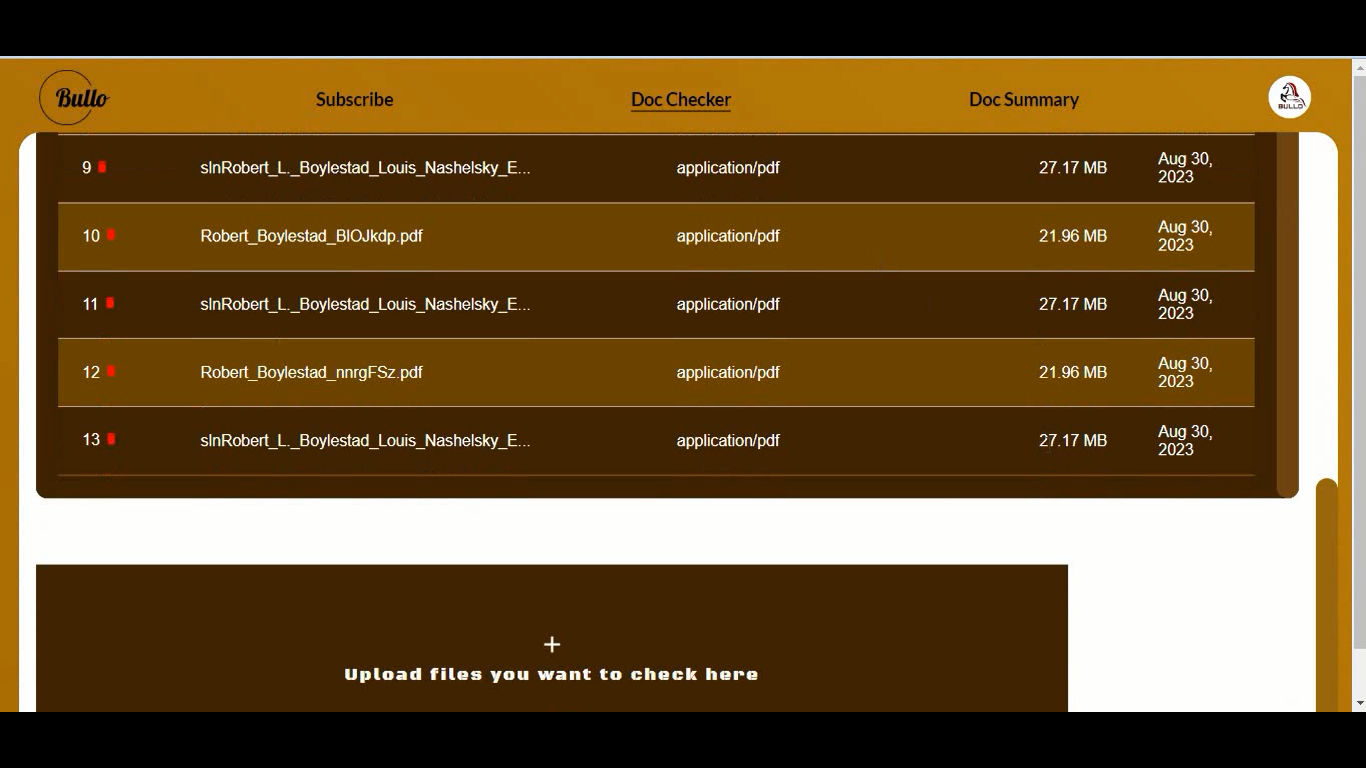 Bullo Subscribe Doc Checker Doc Summary BULLO
9 slnRobert_L._Boylestad_Louis_Nashelsky_E... application/pdf 27.17 MB Aug 30,
2023
10 Robert_Boylestad_BlOJkdp.pdf application/pdf 21.96 MB Aug 30,
2023
11 slnRobert_L._Boylestad_Louis_Nashelsky_E... application/pdf 27.17 MB Aug 30,
2023
12 Robert_Boylestad_nnrgFSz.pdf application/pdf 21.96 MB Aug 30,
2023
13 slnRobert_L._Boylestad_Louis_Nashelsky_E... application/pdf 27.17 MB Aug 30,
2023
+
Upload files you want to check here